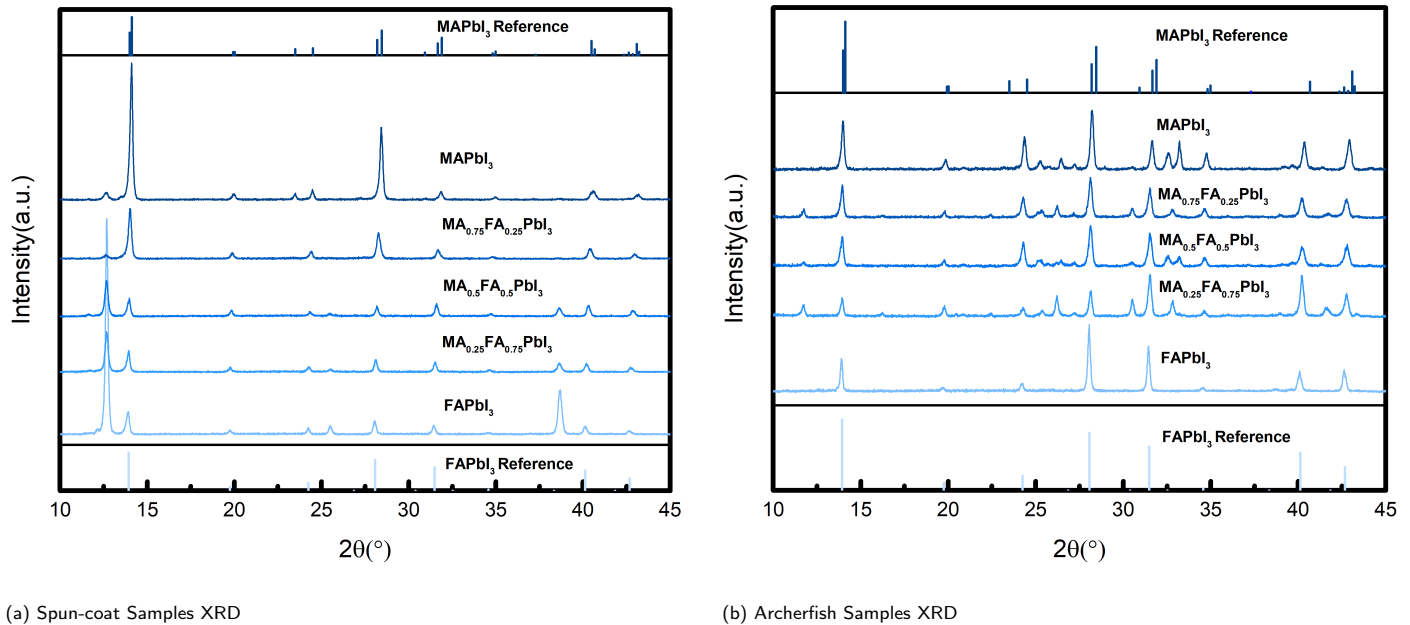 MAPbI₃ Reference
MAPbI₃
MA₀.₇₅FA₀.₂₅PbI₃
MA₀.₅FA₀.₅PbI₃
MA₀.₂₅FA₀.₇₅PbI₃
FAPbI₃
FAPbI₃ Reference
Intensity(a.u.)
10 15 20 25 30 35 40 45
2θ(°)
(a) Spun-coat Samples XRD
MAPbI₃ Reference
MAPbI₃
MA₀.₇₅FA₀.₂₅PbI₃
MA₀.₅FA₀.₅PbI₃
MA₀.₂₅FA₀.₇₅PbI₃
FAPbI₃
FAPbI₃ Reference
Intensity(a.u.)
10 15 20 25 30 35 40 45
2θ(°)
(b) Archerfish Samples XRD